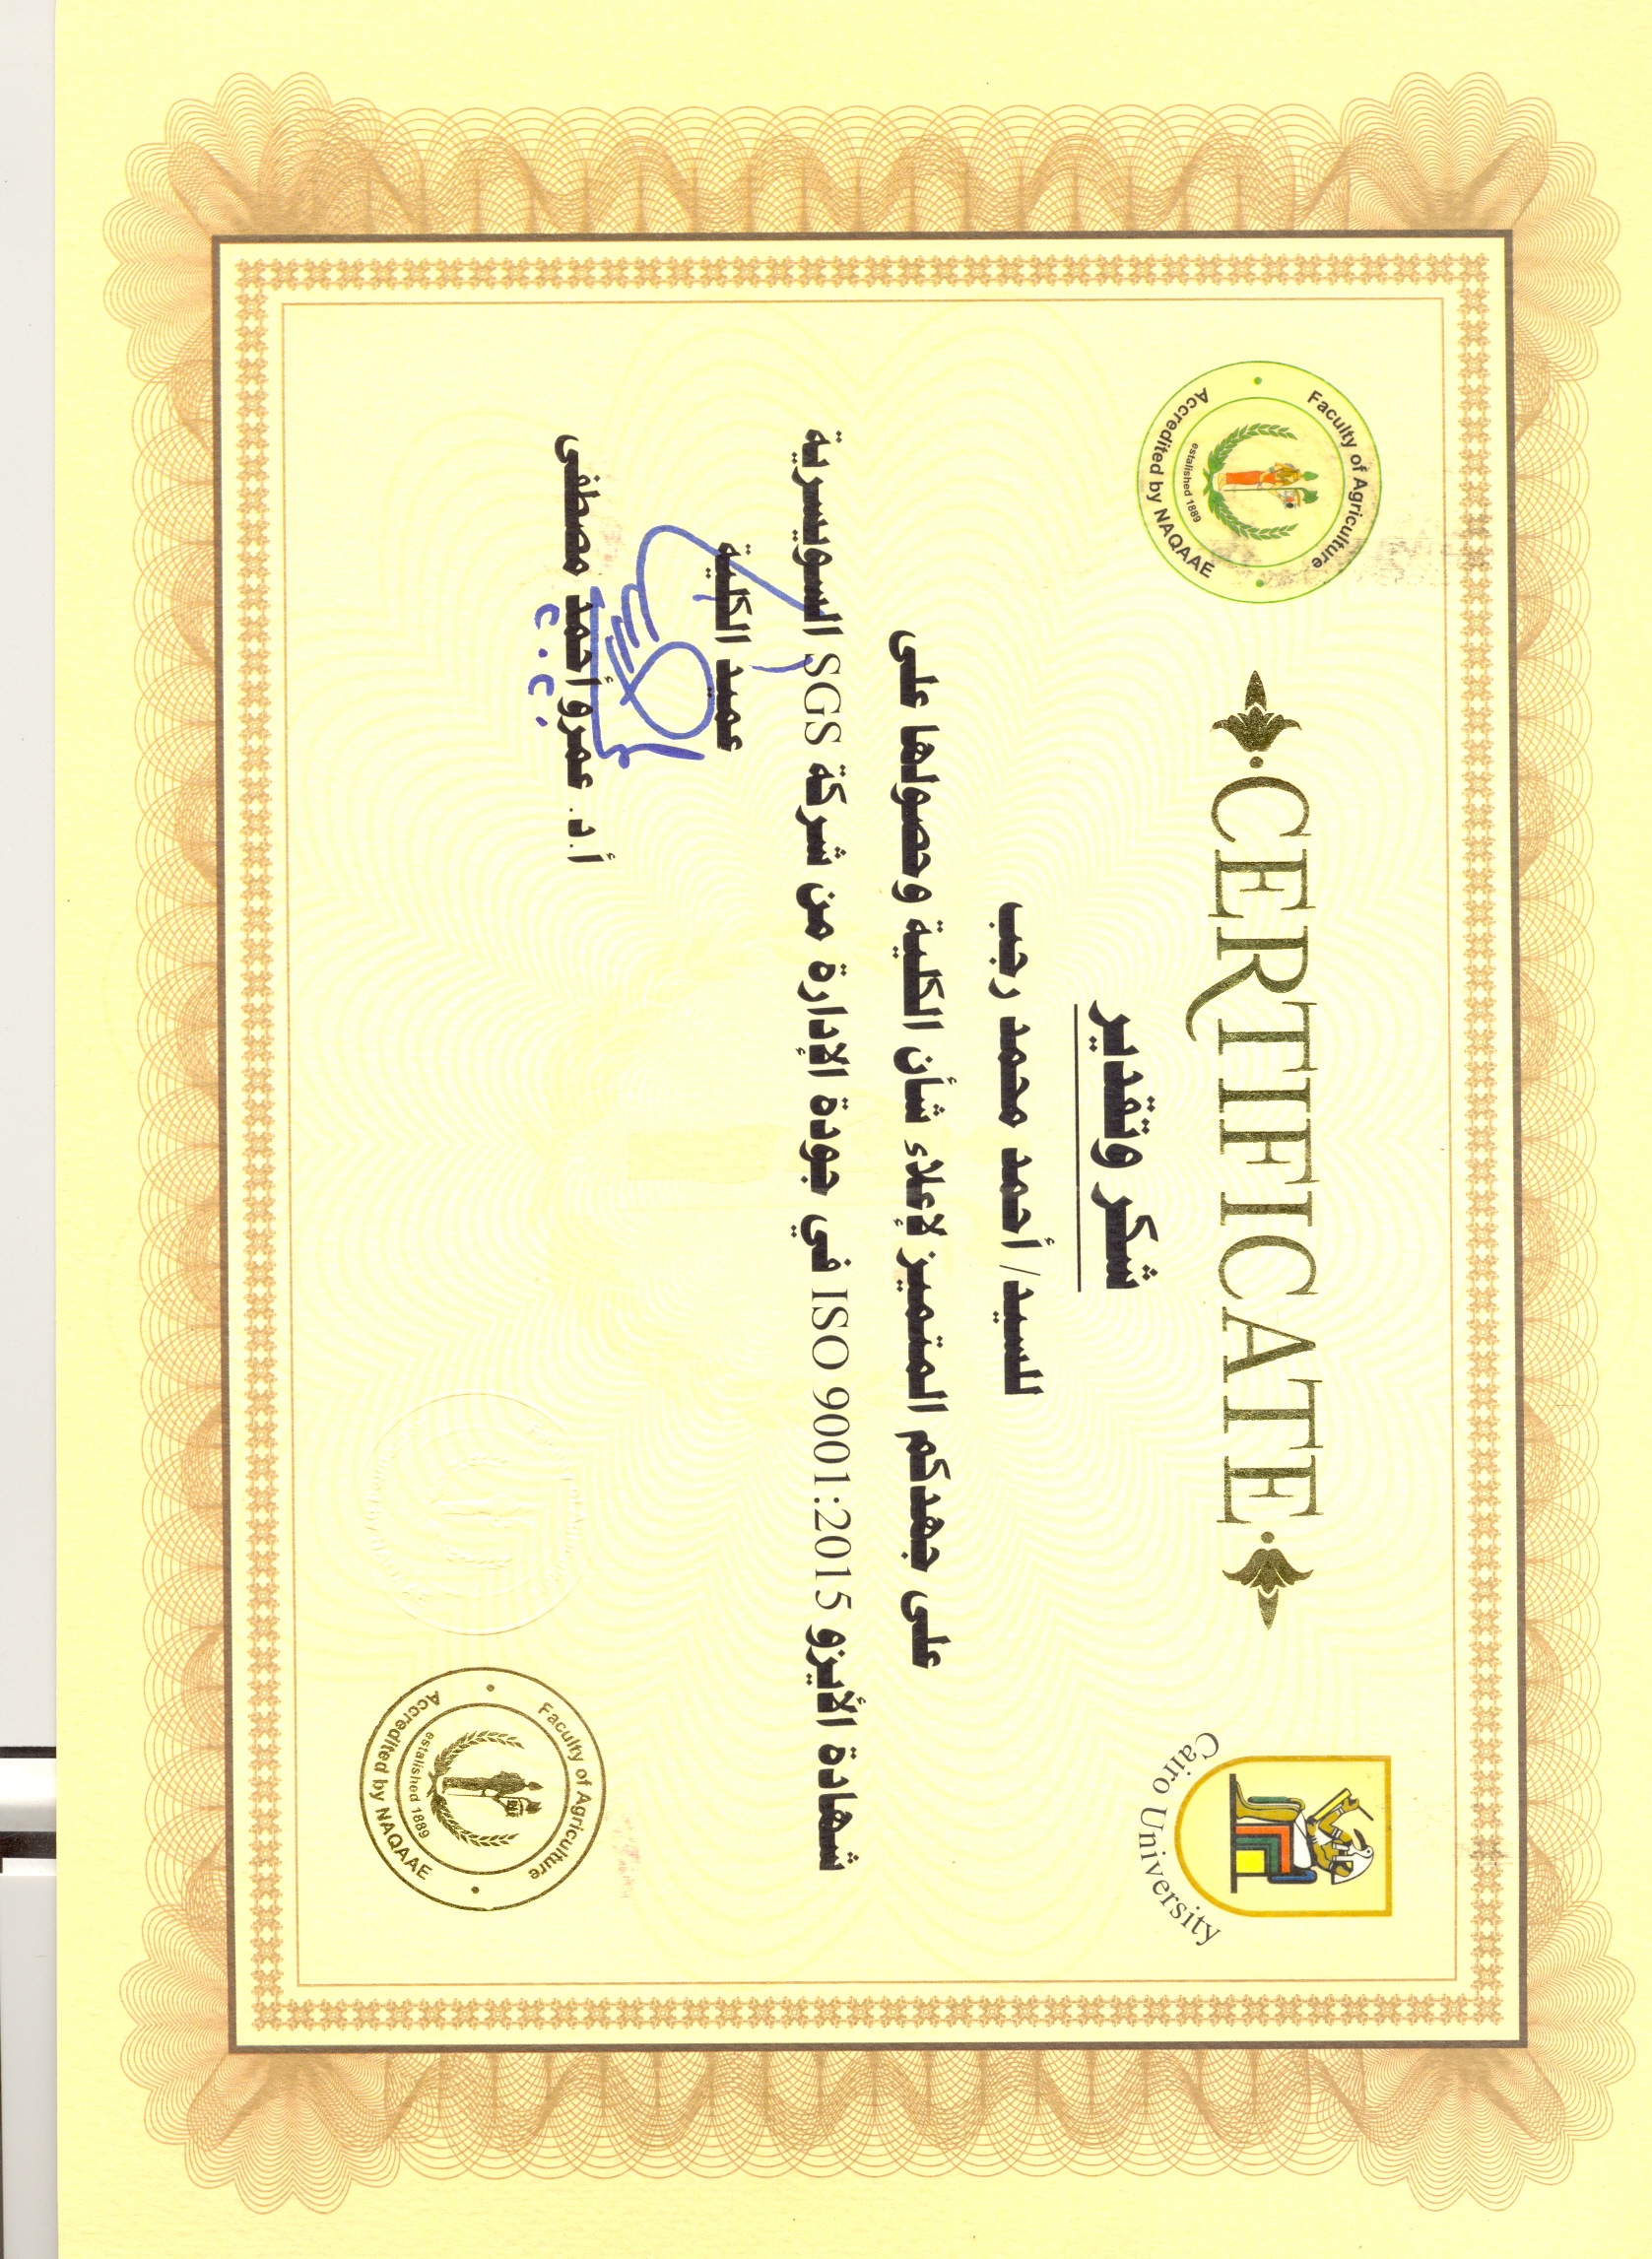 Faculty of Agriculture
estalished 1889
Accredited by NAQAAE
CERTIFICATE
Cairo University
شكر وتقدير
للسيد/ أحمد محمد رجب
على جهدكم المتميز لإعلاء شأن الكلية وحصولها على
شهادة الأيزو ISO 9001:2015 في جودة الإدارة من شركة SGS السويسرية
عميد الكلية
أ.د. عمرو أحمد مصطفى
Faculty of Agriculture
estalished 1889
Accredited by NAQAAE